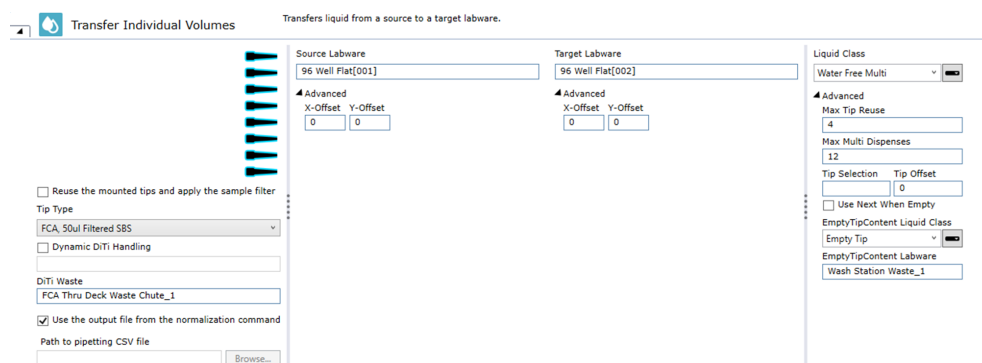 Transfer Individual Volumes
Transfers liquid from a source to a target labware.
Reuse the mounted tips and apply the sample filter
Tip Type
FCA, 50ul Filtered SBS
Dynamic DiTi Handling
DiTi Waste
FCA Thru Deck Waste Chute_1
Use the output file from the normalization command
Path to pipetting CSV file
Browse...
Source Labware
96 Well Flat[001]
Advanced
X-Offset Y-Offset
0 0
Target Labware
96 Well Flat[002]
Advanced
X-Offset Y-Offset
0 0
Liquid Class
Water Free Multi
Advanced
Max Tip Reuse
4
Max Multi Dispenses
12
Tip Selection Tip Offset
0
Use Next When Empty
EmptyTipContent Liquid Class
Empty Tip
EmptyTipContent Labware
Wash Station Waste_1